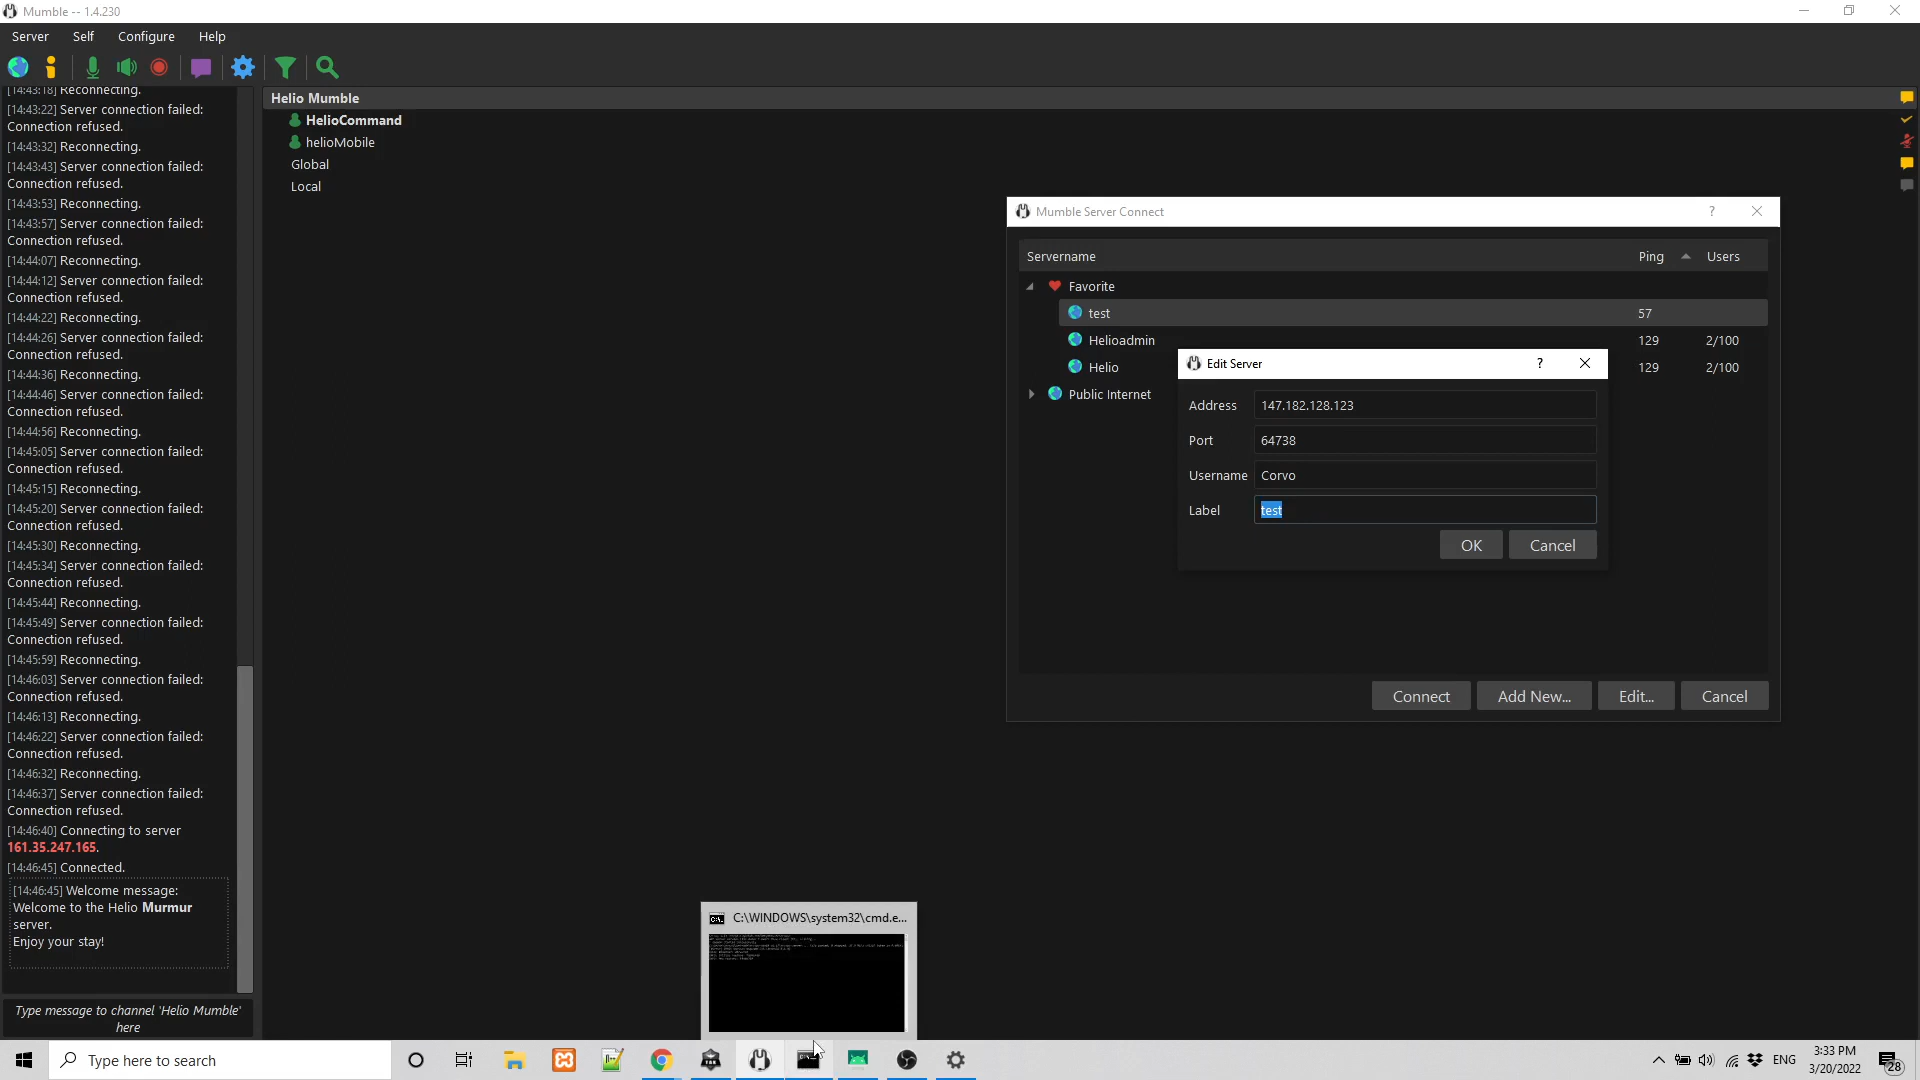 Mumble -- 1.4.230
Server Self Configure Help
[14:43:18] Reconnecting.
[14:43:22] Server connection failed:
Connection refused.
[14:43:32] Reconnecting.
[14:43:43] Server connection failed:
Connection refused.
[14:43:53] Reconnecting.
[14:43:57] Server connection failed:
Connection refused.
[14:44:07] Reconnecting.
[14:44:12] Server connection failed:
Connection refused.
[14:44:22] Reconnecting.
[14:44:26] Server connection failed:
Connection refused.
[14:44:36] Reconnecting.
[14:44:46] Server connection failed:
Connection refused.
[14:44:56] Reconnecting.
[14:45:05] Server connection failed:
Connection refused.
[14:45:15] Reconnecting.
[14:45:20] Server connection failed:
Connection refused.
[14:45:30] Reconnecting.
[14:45:34] Server connection failed:
Connection refused.
[14:45:44] Reconnecting.
[14:45:49] Server connection failed:
Connection refused.
[14:45:59] Reconnecting.
[14:46:03] Server connection failed:
Connection refused.
[14:46:13] Reconnecting.
[14:46:22] Server connection failed:
Connection refused.
[14:46:32] Reconnecting.
[14:46:37] Server connection failed:
Connection refused.
[14:46:40] Connecting to server
161.35.247.165.
[14:46:45] Connected.
[14:46:45] Welcome message:
Welcome to the Helio Murmur
server.
Enjoy your stay!
Type message to channel 'Helio Mumble'
here
Helio Mumble
HelioCommand
helioMobile
Global
Local
Mumble Server Connect ?
Servername Ping Users
Favorite
test 57
Helioadmin 129 2/100
Helio 129 2/100
Public Internet
Edit Server ?
Address 147.182.128.123
Port 64738
Username Corvo
Label test
OK Cancel
Connect Add New... Edit... Cancel
C:\WINDOWS\system32\cmd.e...
Type here to search
ENG
3:33 PM
3/20/2022
28